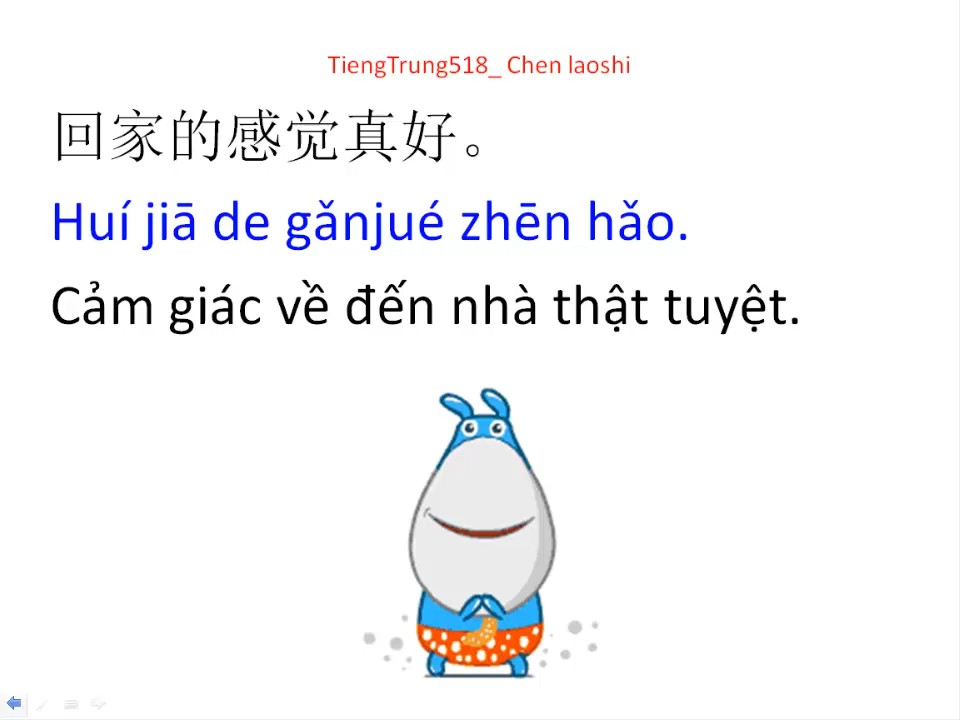 TiengTrung518_ Chen laoshi
回家的感觉真好。
Huí jiā de gǎnjué zhēn hǎo.
Cảm giác về đến nhà thật tuyệt.